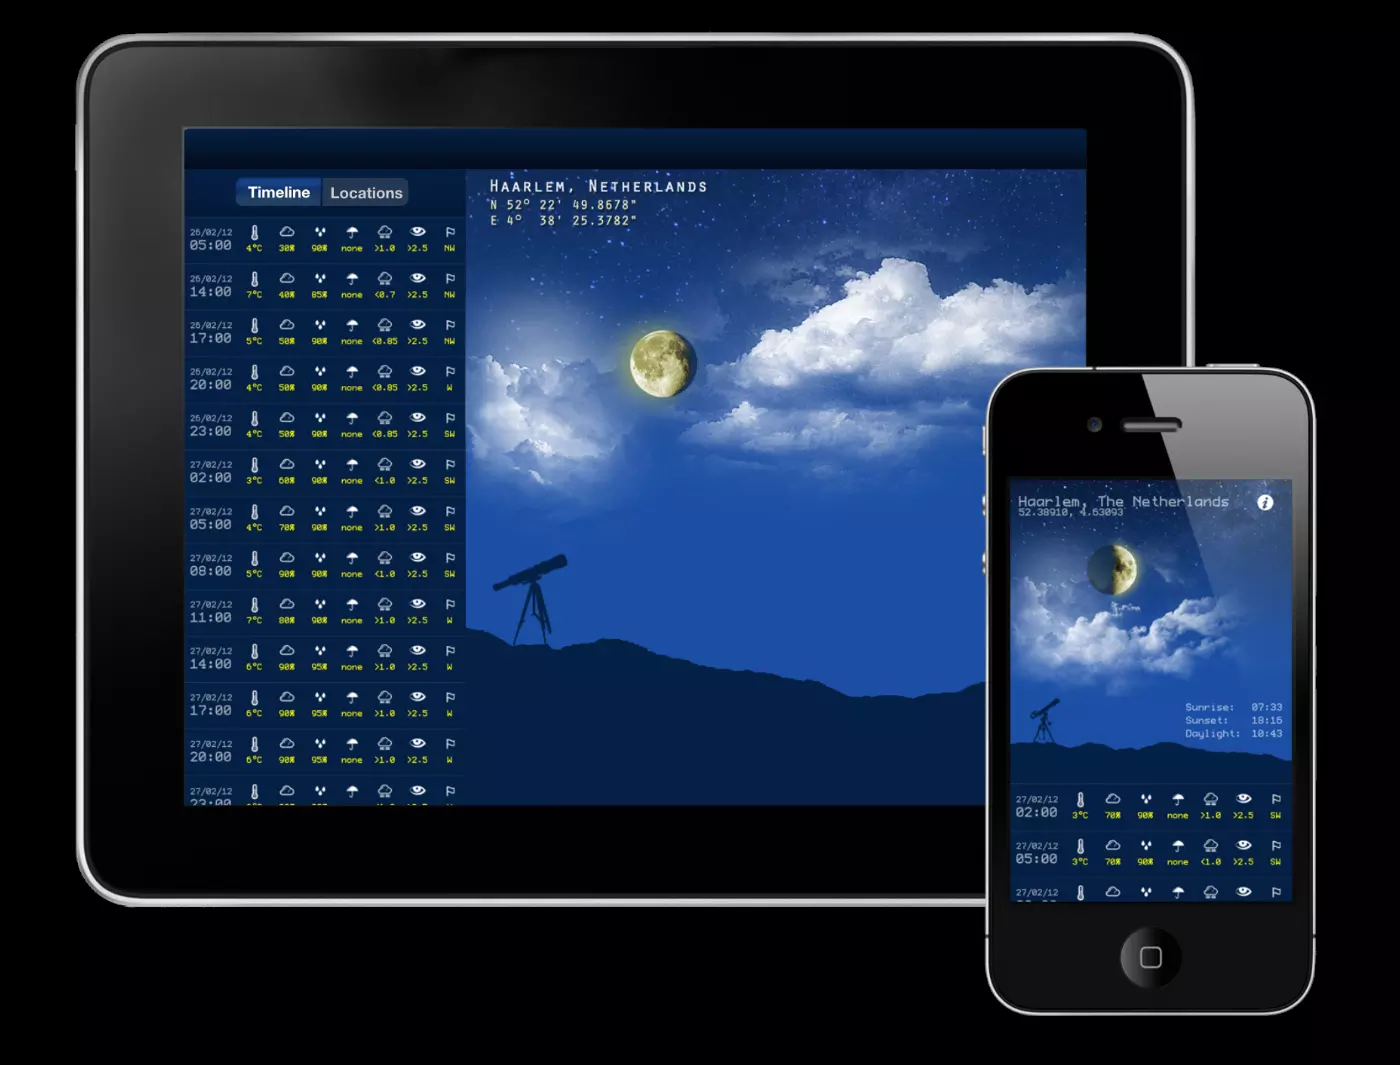 Timeline Locations
HAARLEM, NETHERLANDS
N 52° 22' 49.8678"
E 4° 38' 25.3782"
26/02/12
05:00 4°C 30% 90% none >1.0 >2.5 NW
26/02/12
14:00 7°C 40% 85% none <0.7 >2.5 NW
26/02/12
17:00 5°C 50% 90% none <0.85 >2.5 NW
26/02/12
20:00 4°C 50% 90% none <0.85 >2.5 W
26/02/12
23:00 4°C 50% 90% none <0.85 >2.5 SW
27/02/12
02:00 3°C 60% 90% none <1.0 >2.5 SW
27/02/12
05:00 4°C 70% 90% none >1.0 >2.5 SW
27/02/12
08:00 5°C 90% 90% none <1.0 >2.5 SW
27/02/12
11:00 7°C 80% 90% none >1.0 >2.5 W
27/02/12
14:00 6°C 90% 95% none >1.0 >2.5 W
27/02/12
17:00 6°C 90% 95% none >1.0 >2.5 W
27/02/12
20:00 6°C 90% 95% none >1.0 >2.5 W
27/02/12
23:00
Haarlem, The Netherlands i
52.38910, 4.63093
Sunrise: 07:33
Sunset: 18:15
Daylight: 10:43
27/02/12
02:00 3°C 70% 90% none >1.0 >2.5 SW
27/02/12
05:00 3°C 70% 90% none <1.0 >2.5 SW
27/02/12